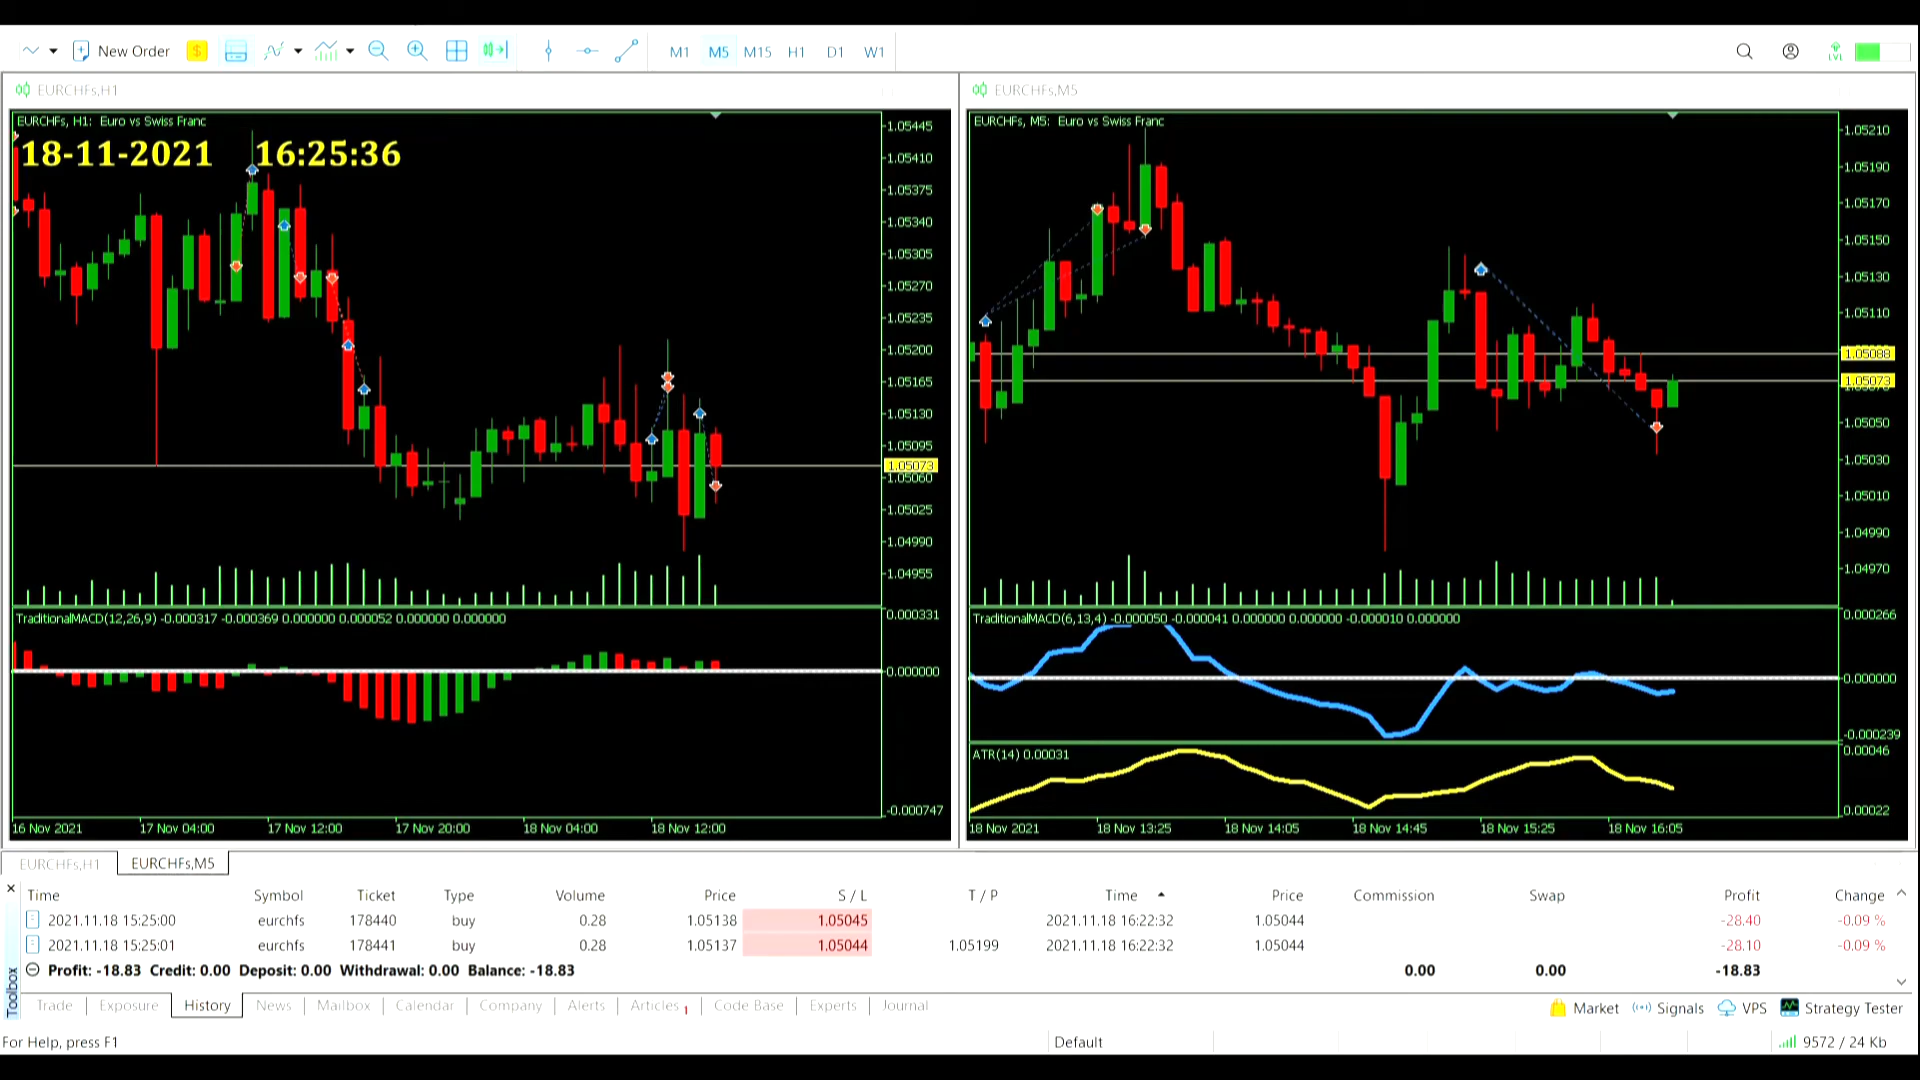 New Order M1 M5 M15 H1 D1 W1 LVL
EURCHFs,H1
EURCHFs, H1: Euro vs Swiss Franc
18-11-2021 16:25:36
1.05445
1.05410
1.05375
1.05340
1.05305
1.05270
1.05235
1.05200
1.05165
1.05130
1.05095
1.05073
1.05060
1.05025
1.04990
1.04955
TraditionalMACD(12,26,9) -0.000317 -0.000369 0.000000 0.000052 0.000000 0.000000
0.000331
0.000000
-0.000747
16 Nov 2021 17 Nov 04:00 17 Nov 12:00 17 Nov 20:00 18 Nov 04:00 18 Nov 12:00
EURCHFs,M5
EURCHFs, M5: Euro vs Swiss Franc
1.05210
1.05190
1.05170
1.05150
1.05130
1.05110
1.05088
1.05073
1.05050
1.05030
1.05010
1.04990
1.04970
TraditionalMACD(6,13,4) -0.000050 -0.000041 0.000000 0.000000 -0.000010 0.000000
0.000266
0.000000
-0.000239
ATR(14) 0.00031
0.00046
0.00022
18 Nov 2021 18 Nov 13:25 18 Nov 14:05 18 Nov 14:45 18 Nov 15:25 18 Nov 16:05
EURCHFs,H1 EURCHFs,M5
Time Symbol Ticket Type Volume Price S / L T / P Time Price Commission Swap Profit Change
2021.11.18 15:25:00 eurchfs 178440 buy 0.28 1.05138 1.05045 2021.11.18 16:22:32 1.05044 -28.40 -0.09 %
2021.11.18 15:25:01 eurchfs 178441 buy 0.28 1.05137 1.05044 1.05199 2021.11.18 16:22:32 1.05044 -28.10 -0.09 %
Profit: -18.83 Credit: 0.00 Deposit: 0.00 Withdrawal: 0.00 Balance: -18.83 0.00 0.00 -18.83
Toolbox
Trade Exposure History News Mailbox Calendar Company Alerts Articles 1 Code Base Experts Journal Market Signals VPS Strategy Tester
For Help, press F1 Default 9572 / 24 Kb